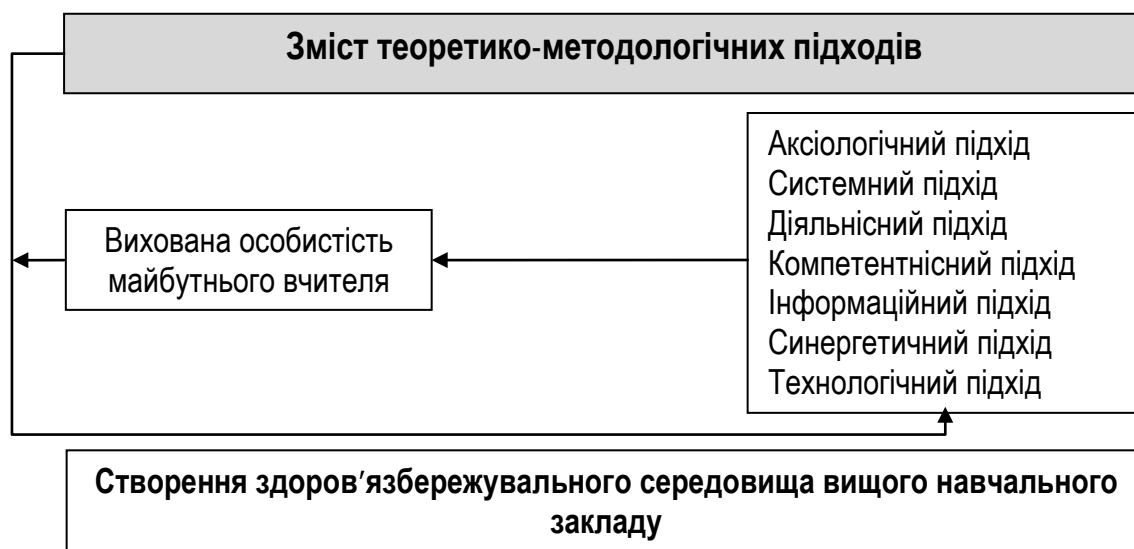 Зміст теоретико-методологічних підходів
Аксіологічний підхід
Системний підхід
Діяльнісний підхід
Компетентнісний підхід
Інформаційний підхід
Синергетичний підхід
Технологічний підхід
Вихована особистість
майбутнього вчителя
Створення здоров'язбережувального середовища вищого навчального
закладу